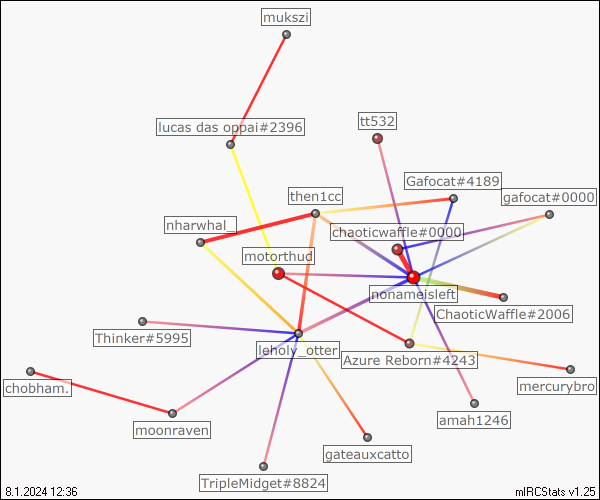 mukszi
tt532
lucas das oppai#2396
Gafocat#4189
gafocat#0000
then1cc
nharwhal_
chaoticwaffle#0000
motorthud
nonameisleft
ChaoticWaffle#2006
Thinker#5995
leholy_otter
Azure Reborn#4243
chobham.
mercurybro
amah1246
moonraven
gateauxcatto
TripleMidget#8824
8.1.2024 12:36
mIRCStats v1.25